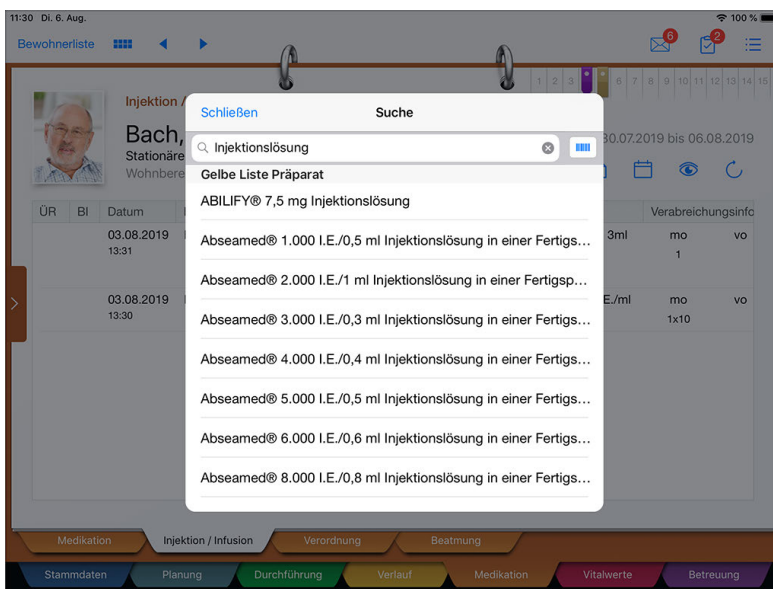 11:30 Di. 6. Aug. 100 %
Bewohnerliste 6 2
1 2 3 6 7 8 9 10 11 12 13 14 15
Injektion /
Bach,
Stationäre
Wohnbere
30.07.2019 bis 06.08.2019
Schließen Suche
Injektionslösung
Gelbe Liste Präparat
ABILIFY® 7,5 mg Injektionslösung
Abseamed® 1.000 I.E./0,5 ml Injektionslösung in einer Fertigs...
Abseamed® 2.000 I.E./1 ml Injektionslösung in einer Fertigsp...
Abseamed® 3.000 I.E./0,3 ml Injektionslösung in einer Fertigs...
Abseamed® 4.000 I.E./0,4 ml Injektionslösung in einer Fertigs...
Abseamed® 5.000 I.E./0,5 ml Injektionslösung in einer Fertigs...
Abseamed® 6.000 I.E./0,6 ml Injektionslösung in einer Fertigs...
Abseamed® 8.000 I.E./0,8 ml Injektionslösung in einer Fertigs...
ÜR BI Datum Verabreichungsinfo
03.08.2019 3ml mo vo
13:31 1
03.08.2019 E./ml mo vo
13:30 1x10
Medikation Injektion / Infusion Verordnung Beatmung
Stammdaten Planung Durchführung Verlauf Medikation Vitalwerte Betreuung